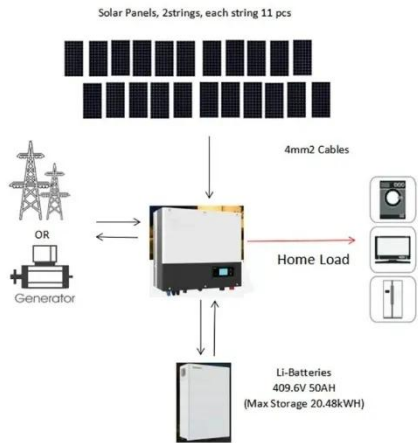 Solar Panels, 2strings, each string 11 pcs
4mm2 Cables
OR
Generator
Home Load
Li-Batteries
409.6V 50AH
(Max Storage 20.48kWH)